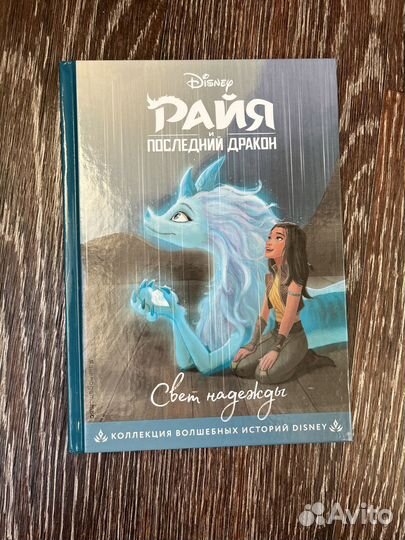 Disney
РАЙЯ
И
ПОСЛЕДНИЙ ДРАКОН
Свет надежды
КОЛЛЕКЦИЯ ВОЛШЕБНЫХ ИСТОРИЙ DISNEY
Avito